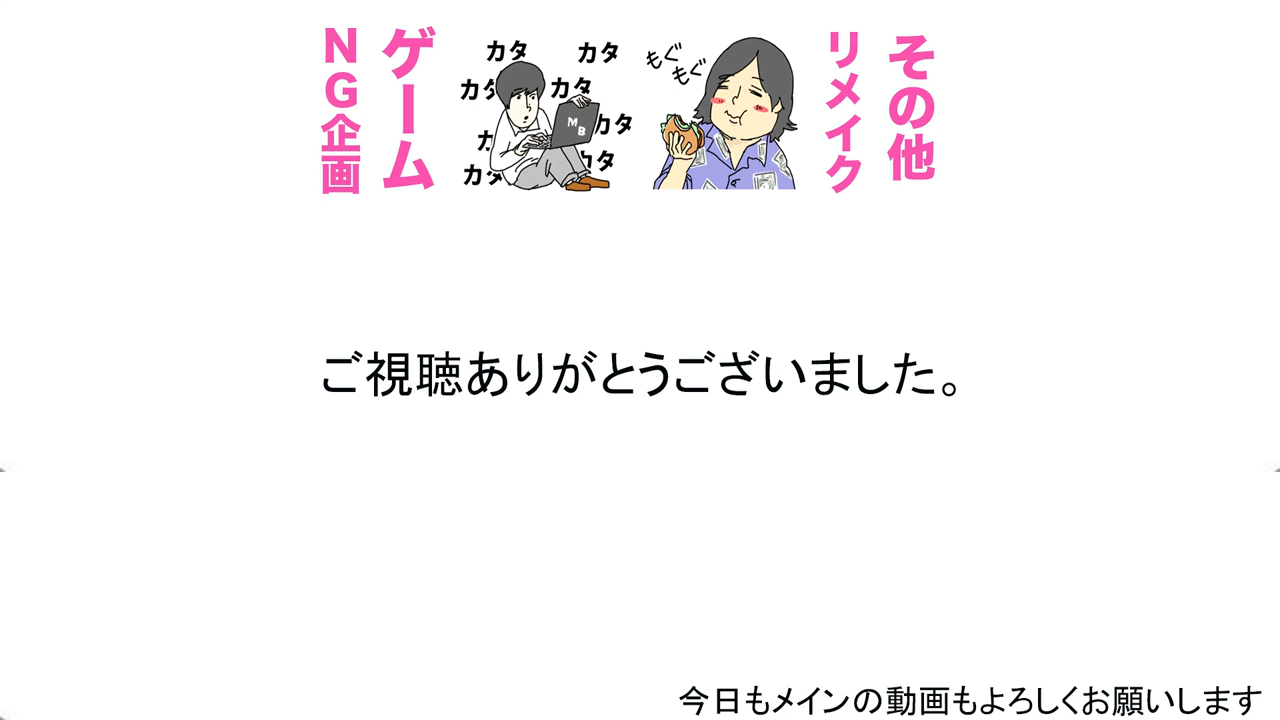 ゲーム
NG企画
カタ
カタ
カタ
カタ
カタ
カタ
MB
もぐ
もぐ
その他
リメイク
ご視聴ありがとうございました。
今日もメインの動画もよろしくお願いします